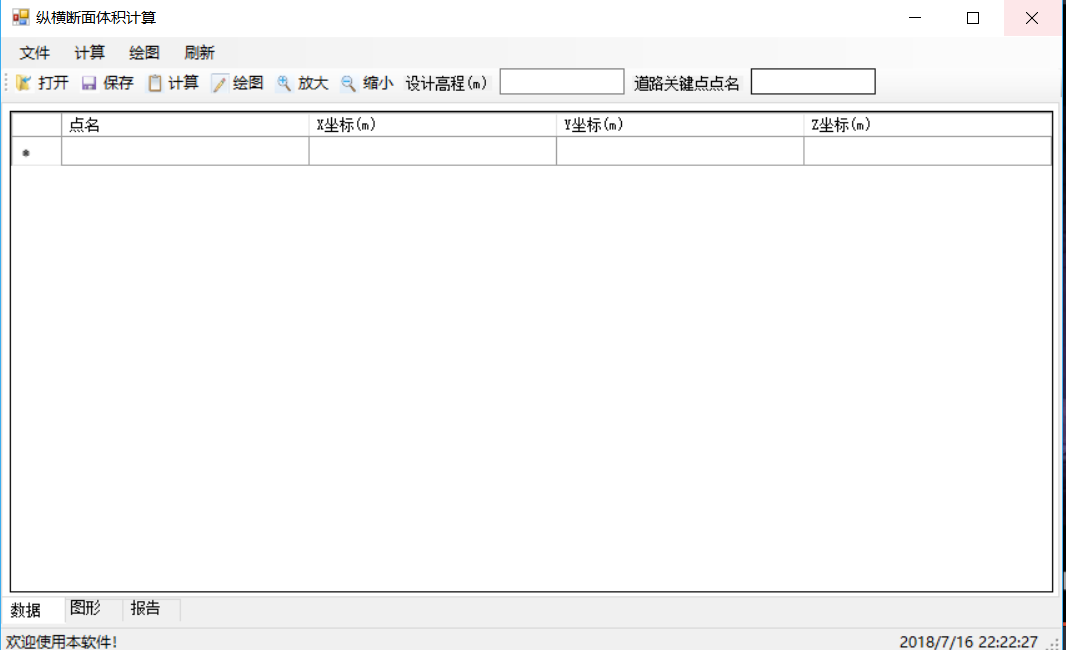 纵横断面体积计算
文件 计算 绘图 刷新
打开 保存 计算 绘图 放大 缩小 设计高程(m) 道路关键点点名
点名 X坐标(m) Y坐标(m) Z坐标(m)
数据 图形 报告
欢迎使用本软件! 2018/7/16 22:22:27